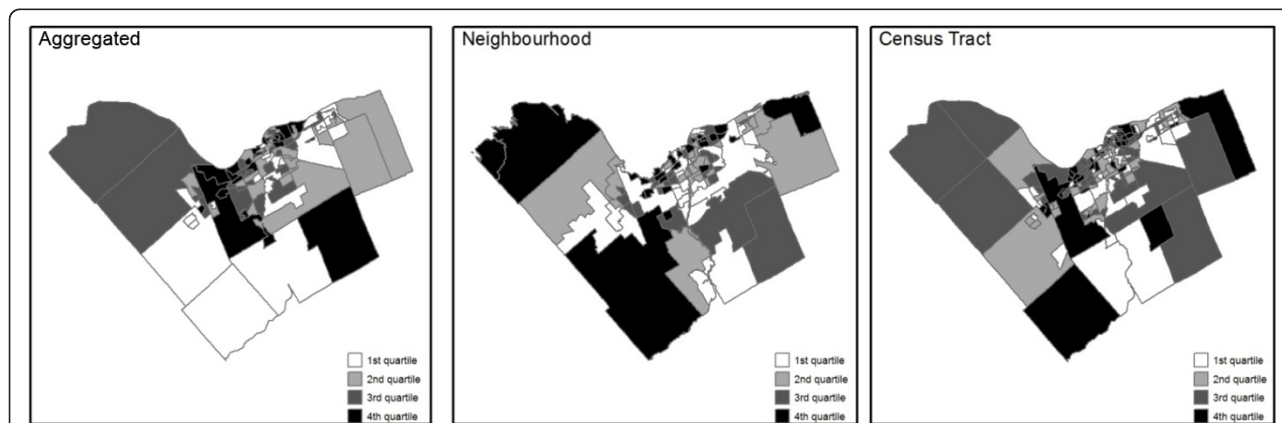 Aggregated
1st quartile
2nd quartile
3rd quartile
4th quartile
Neighbourhood
1st quartile
2nd quartile
3rd quartile
4th quartile
Census Tract
1st quartile
2nd quartile
3rd quartile
4th quartile